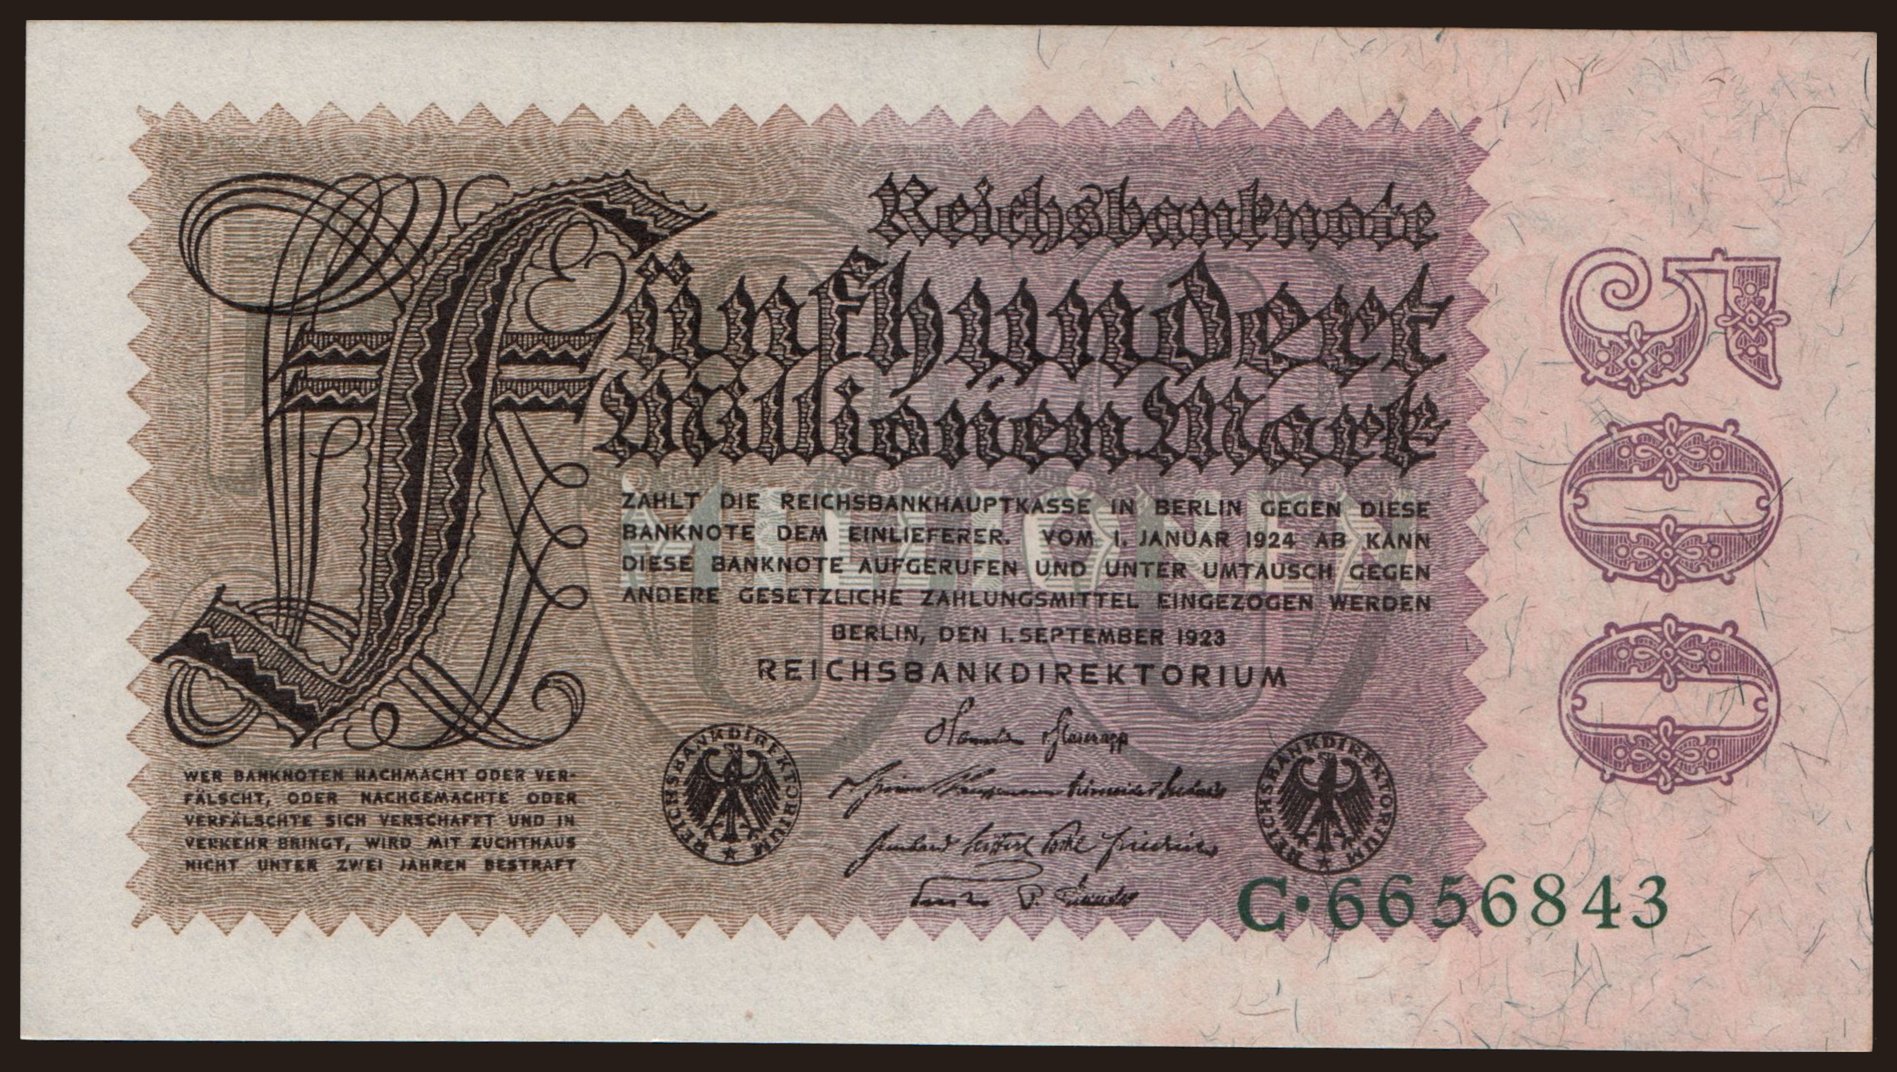 Reichsbanknote
Fünfhundert
Millionen Mark
MILLIONEN
ZAHLT DIE REICHSBANKHAUPTKASSE IN BERLIN GEGEN DIESE
BANKNOTE DEM EINLIEFERER. VOM 1. JANUAR 1924 AB KANN
DIESE BANKNOTE AUFGERUFEN UND UNTER UMTAUSCH GEGEN
ANDERE GESETZLICHE ZAHLUNGSMITTEL EINGEZOGEN WERDEN
BERLIN, DEN 1. SEPTEMBER 1923
REICHSBANKDIREKTORIUM
WER BANKNOTEN NACHMACHT ODER VER-
FÄLSCHT, ODER NACHGEMACHTE ODER
VERFÄLSCHTE SICH VERSCHAFFT UND IN
VERKEHR BRINGT, WIRD MIT ZUCHTHAUS
NICHT UNTER ZWEI JAHREN BESTRAFT
REICHSBANKDIREKTORIUM
REICHSBANKDIREKTORIUM
C·6656843
500
500